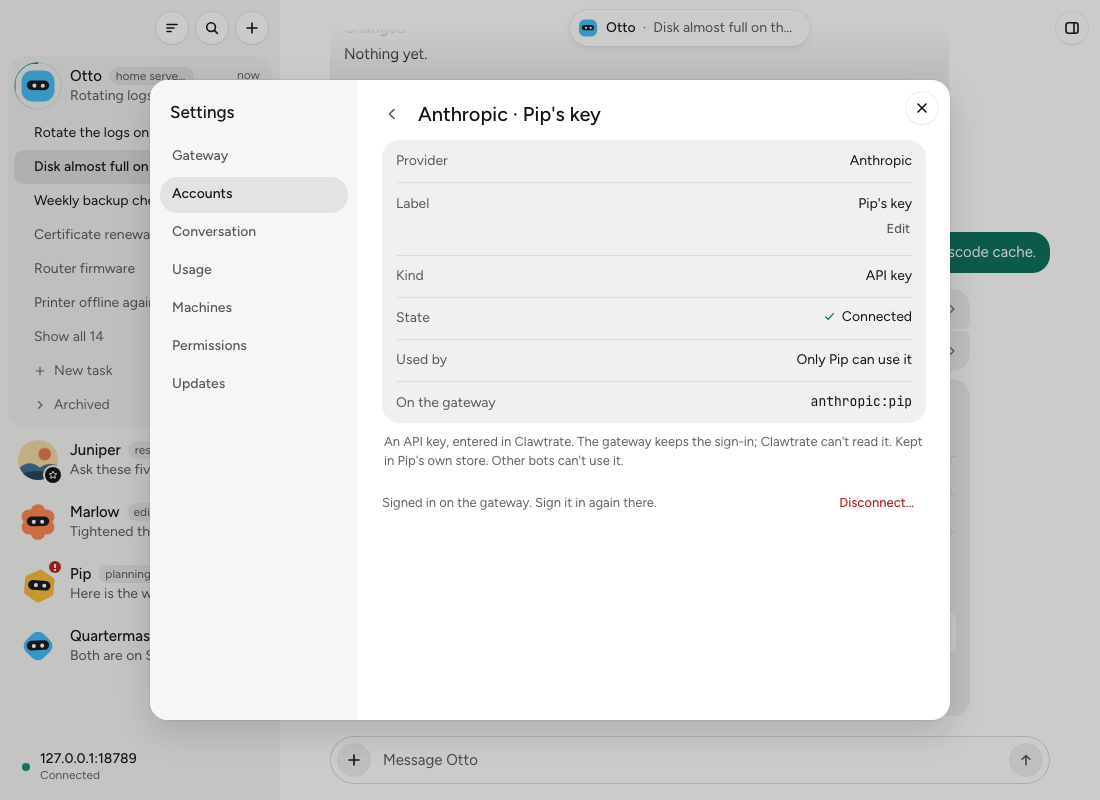 Changed
Nothing yet.
Otto · Disk almost full on th...
Otto home serve... now
Rotating logs
Rotate the logs on
Disk almost full on
Weekly backup che
Certificate renewa
Router firmware
Printer offline again
Show all 14
New task
Archived
Juniper res
Ask these fiv
Marlow edi
Tightened th
Pip planning
Here is the w
Quartermas
Both are on S
127.0.0.1:18789
Connected
Settings
Gateway
Accounts
Conversation
Usage
Machines
Permissions
Updates
Anthropic · Pip's key
Provider Anthropic
Label Pip's key
Edit
Kind API key
State Connected
Used by Only Pip can use it
On the gateway anthropic:pip
An API key, entered in Clawtrate. The gateway keeps the sign-in; Clawtrate can't read it. Kept
in Pip's own store. Other bots can't use it.
Signed in on the gateway. Sign it in again there. Disconnect...
scode cache.
Message Otto